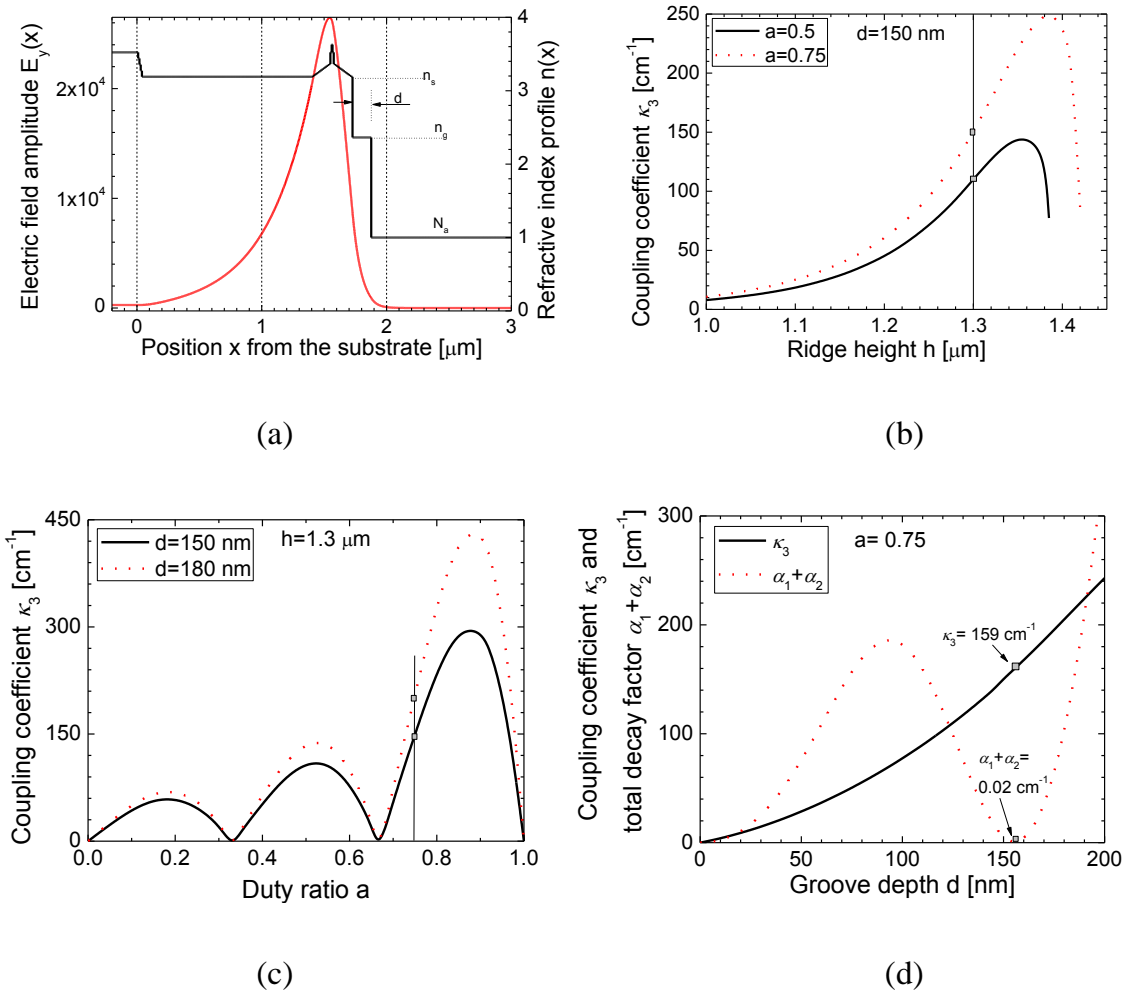 Electric field amplitude E_y(x)
2x10^4
1x10^4
0
n_s
d
n_g
N_a
4
3
2
1
0
Refractive index profile n(x)
0 1 2 3
Position x from the substrate [μm]
(a)
Coupling coefficient κ_3 [cm^-1]
250
200
150
100
50
0
a=0.5
a=0.75
d=150 nm
1.0 1.1 1.2 1.3 1.4
Ridge height h [μm]
(b)
Coupling coefficient κ_3 [cm^-1]
450
300
150
0
d=150 nm
d=180 nm
h=1.3 μm
0.0 0.2 0.4 0.6 0.8 1.0
Duty ratio a
(c)
Coupling coefficient κ_3 and
total decay factor α_1+α_2 [cm^-1]
300
200
100
0
κ_3
α_1+α_2
a= 0.75
κ_3= 159 cm^-1
α_1+α_2=
0.02 cm^-1
0 50 100 150 200
Groove depth d [nm]
(d)